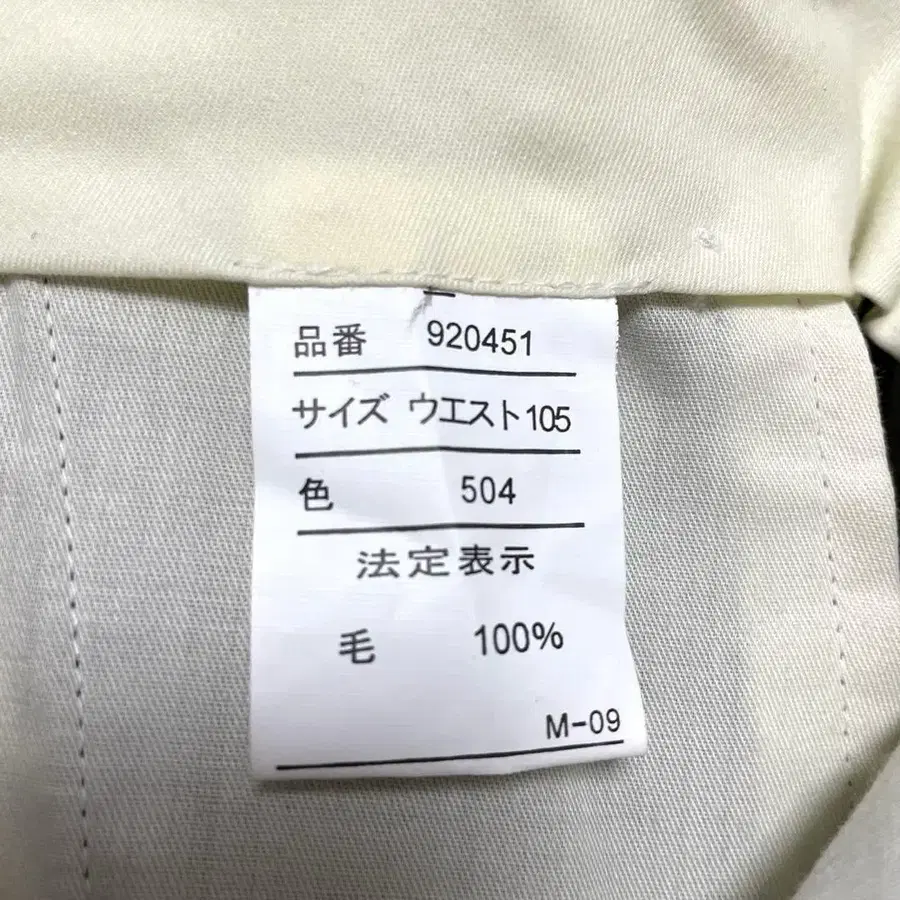 品番 920451
サイズ ウエスト105
色 504
法定表示
毛 100%
M-09